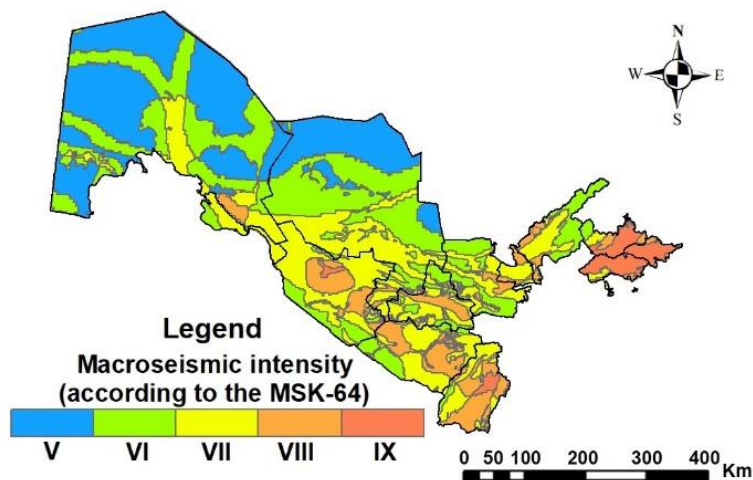 N
W E
S
Legend
Macroseismic intensity
(according to the MSK-64)
V VI VII VIII IX
0 50 100 200 300 400 Km